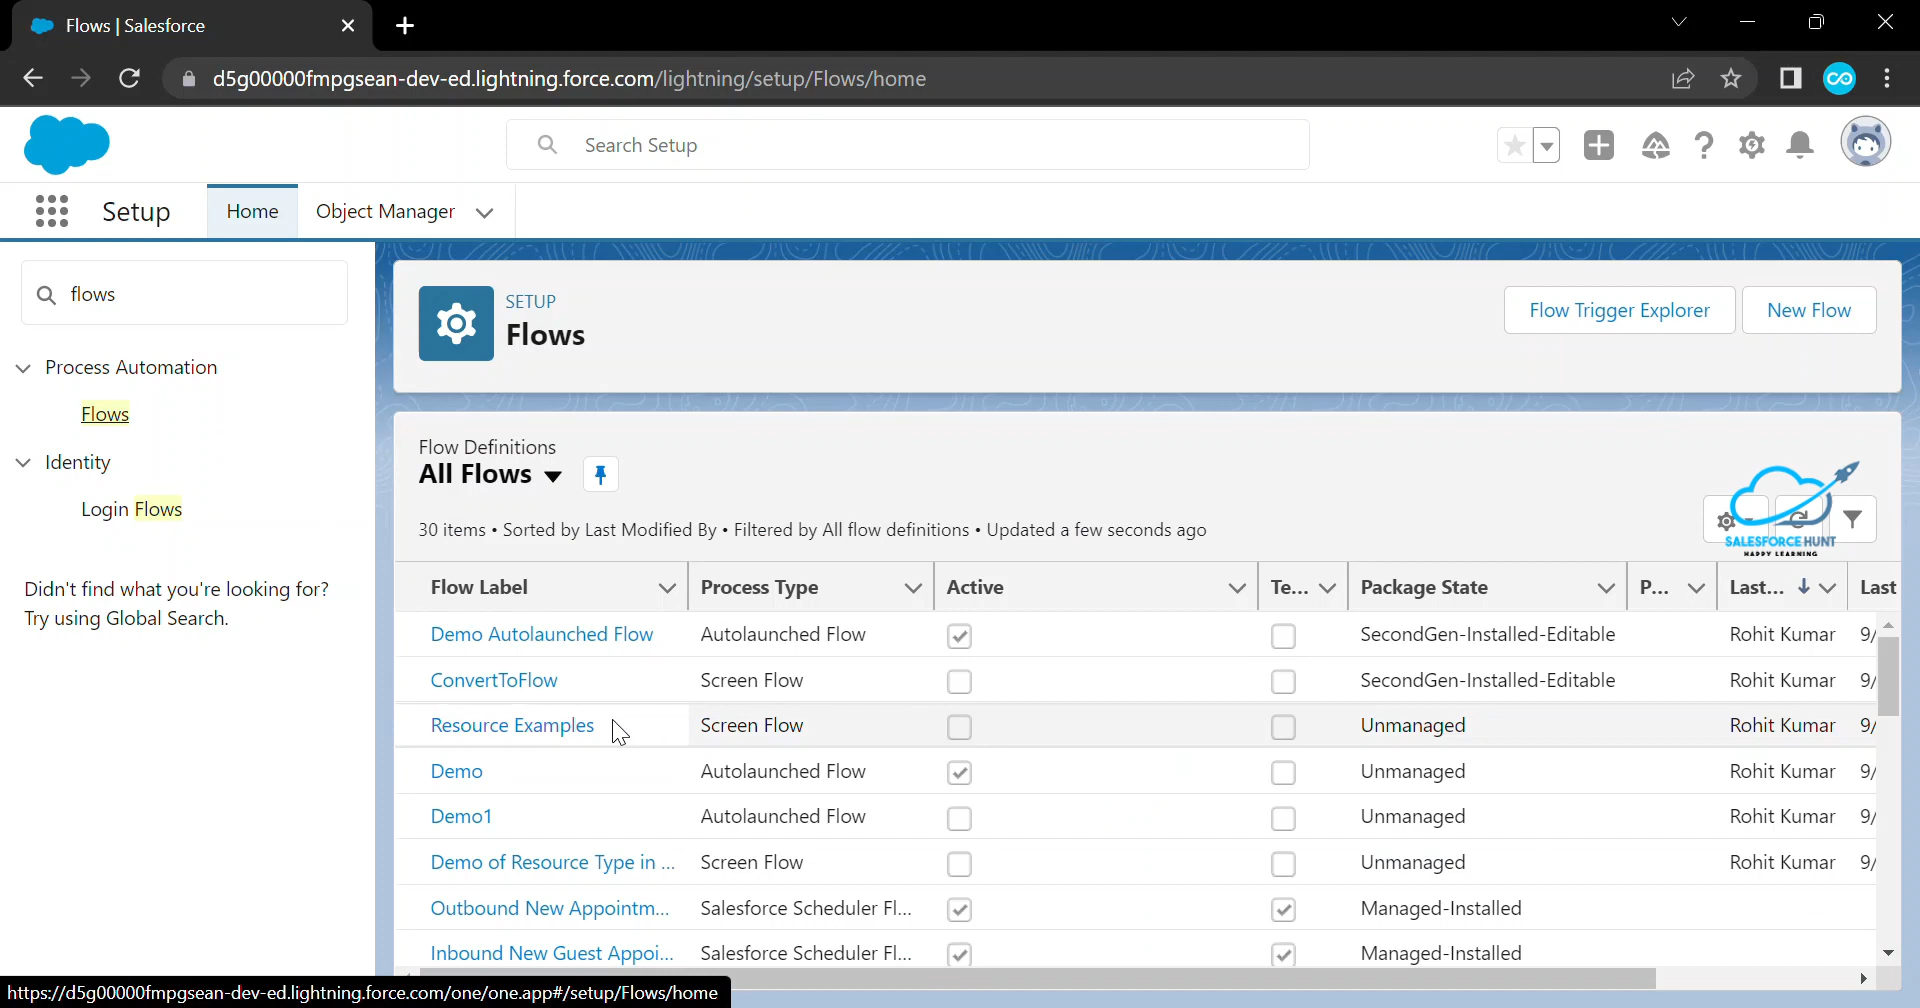 Flows | Salesforce
d5g00000fmpgsean-dev-ed.lightning.force.com/lightning/setup/Flows/home
Search Setup
Setup
Home
Object Manager
flows
Process Automation
Flows
Identity
Login Flows
Didn't find what you're looking for?
Try using Global Search.
SETUP
Flows
Flow Trigger Explorer
New Flow
Flow Definitions
All Flows
30 items • Sorted by Last Modified By • Filtered by All flow definitions • Updated a few seconds ago
SALESFORCE HUNT
HAPPY LEARNING
Flow Label Process Type Active Te... Package State P... Last... Last
Demo Autolaunched Flow Autolaunched Flow SecondGen-Installed-Editable Rohit Kumar 9/
ConvertToFlow Screen Flow SecondGen-Installed-Editable Rohit Kumar 9/
Resource Examples Screen Flow Unmanaged Rohit Kumar 9/
Demo Autolaunched Flow Unmanaged Rohit Kumar 9/
Demo1 Autolaunched Flow Unmanaged Rohit Kumar 9/
Demo of Resource Type in ... Screen Flow Unmanaged Rohit Kumar 9/
Outbound New Appointm... Salesforce Scheduler Fl... Managed-Installed
Inbound New Guest Appoi... Salesforce Scheduler Fl... Managed-Installed
https://d5g00000fmpgsean-dev-ed.lightning.force.com/one/one.app#/setup/Flows/home